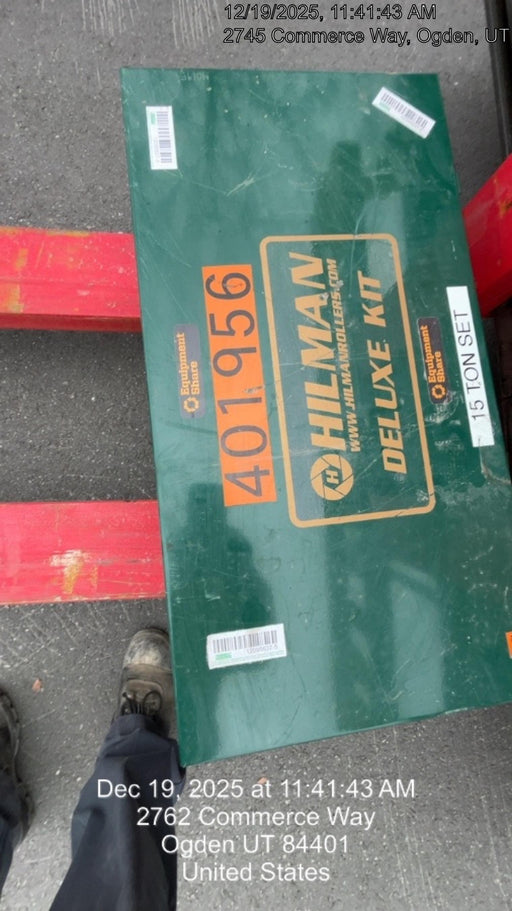 12/19/2025, 11:41:43 AM
2745 Commerce Way, Ogden, UT
Equipment
Share
401956
HILMAN
WWW.HILMANROLLERS.COM
DELUXE KIT
Equipment
Share
15 TON SET
Dec 19, 2025 at 11:41:43 AM
2762 Commerce Way
Ogden UT 84401
United States